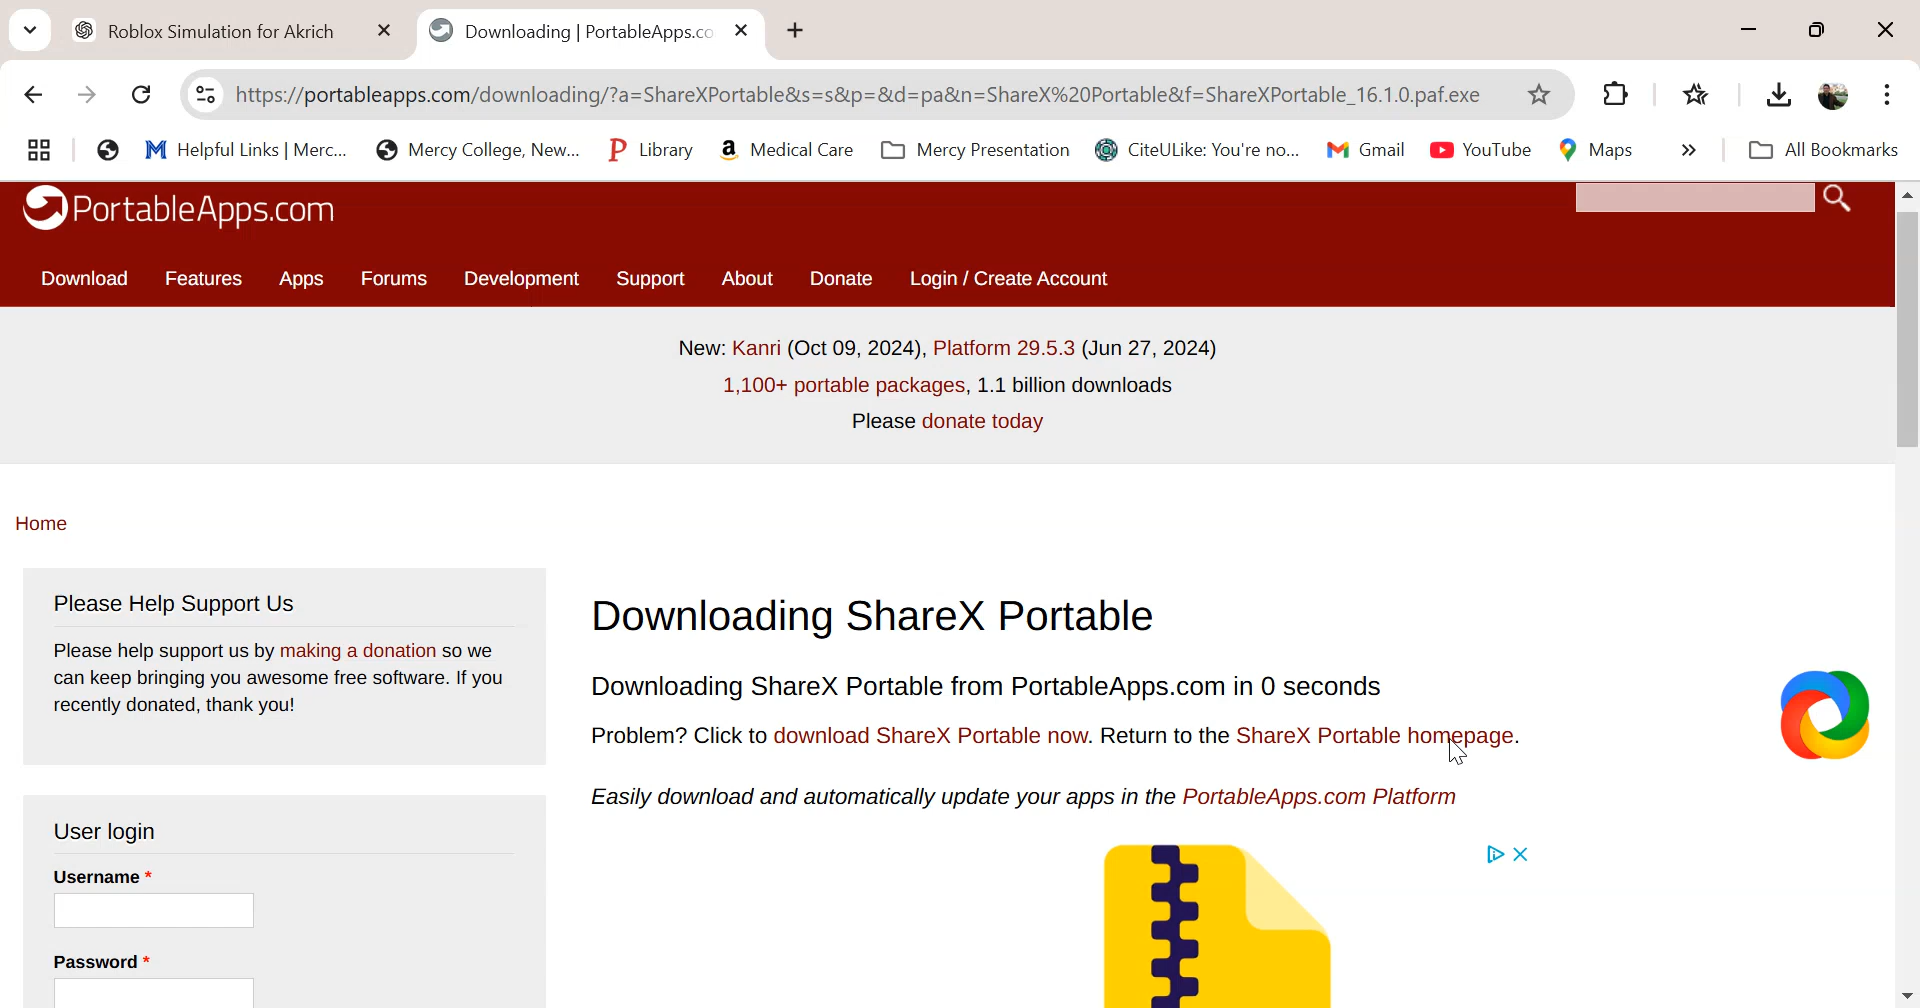 Roblox Simulation for Akrich
Downloading | PortableApps.co
https://portableapps.com/downloading/?a=ShareXPortable&s=s&p=&d=pa&n=ShareX%20Portable&f=ShareXPortable_16.1.0.paf.exe
Helpful Links | Merc... Mercy College, New... Library Medical Care Mercy Presentation CiteULike: You're no... Gmail YouTube Maps » All Bookmarks
PortableApps.com
Download Features Apps Forums Development Support About Donate Login / Create Account
New: Kanri (Oct 09, 2024), Platform 29.5.3 (Jun 27, 2024)
1,100+ portable packages, 1.1 billion downloads
Please donate today
Home
Please Help Support Us
Please help support us by making a donation so we
can keep bringing you awesome free software. If you
recently donated, thank you!
User login
Username *
Password *
Downloading ShareX Portable
Downloading ShareX Portable from PortableApps.com in 0 seconds
Problem? Click to download ShareX Portable now. Return to the ShareX Portable homepage.
Easily download and automatically update your apps in the PortableApps.com Platform